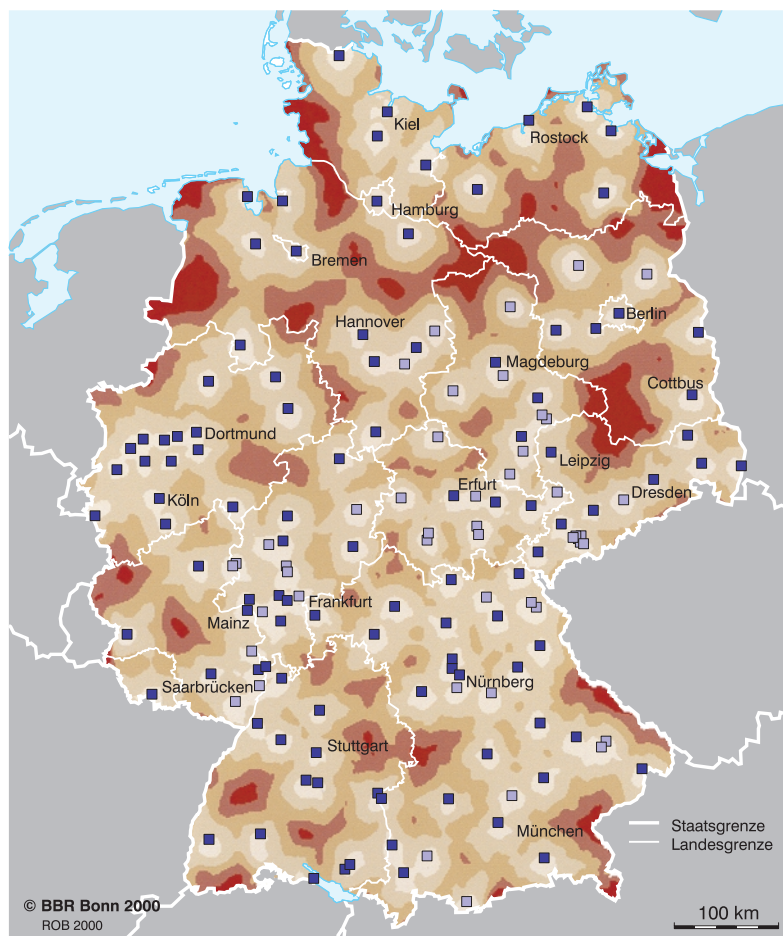 Kiel
Rostock
Hamburg
Bremen
Berlin
Hannover
Magdeburg
Cottbus
Dortmund
Leipzig
Erfurt
Dresden
Köln
Frankfurt
Mainz
Nürnberg
Saarbrücken
Stuttgart
München
Staatsgrenze
Landesgrenze
© BBR Bonn 2000
ROB 2000
100 km